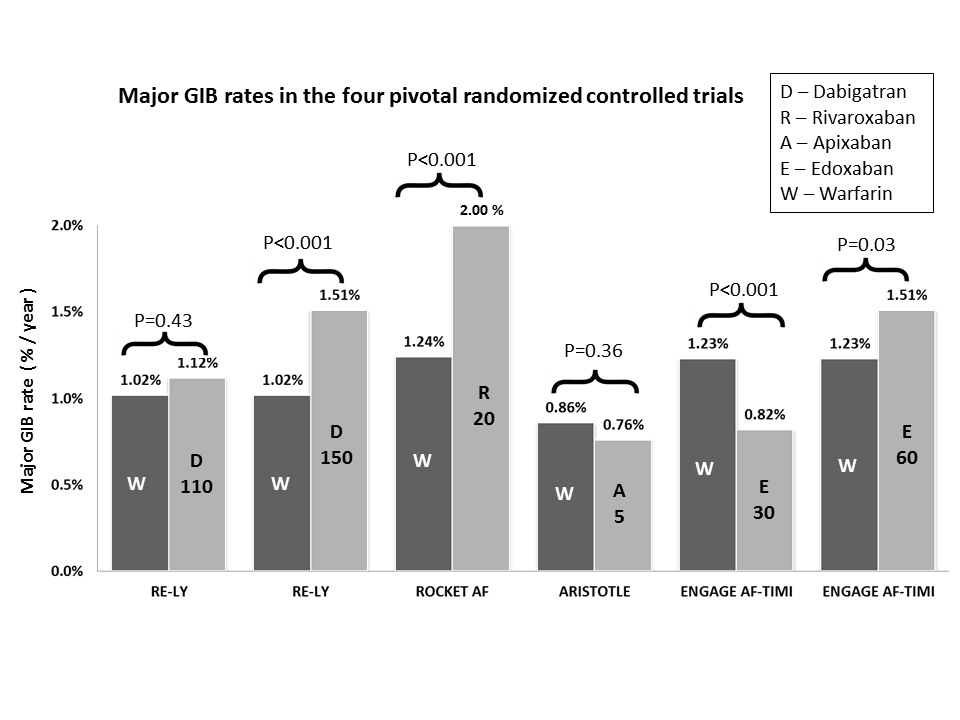 Major GIB rates in the four pivotal randomized controlled trials
D – Dabigatran
R – Rivaroxaban
A – Apixaban
E – Edoxaban
W – Warfarin
Major GIB rate ( % / year )
2.0%
1.5%
1.0%
0.5%
0.0%
P=0.43
1.02%
1.12%
W
D
110
RE-LY
P<0.001
1.02%
1.51%
W
D
150
RE-LY
P<0.001
1.24%
2.00 %
W
R
20
ROCKET AF
P=0.36
0.86%
0.76%
W
A
5
ARISTOTLE
P<0.001
1.23%
0.82%
W
E
30
ENGAGE AF-TIMI
P=0.03
1.23%
1.51%
W
E
60
ENGAGE AF-TIMI